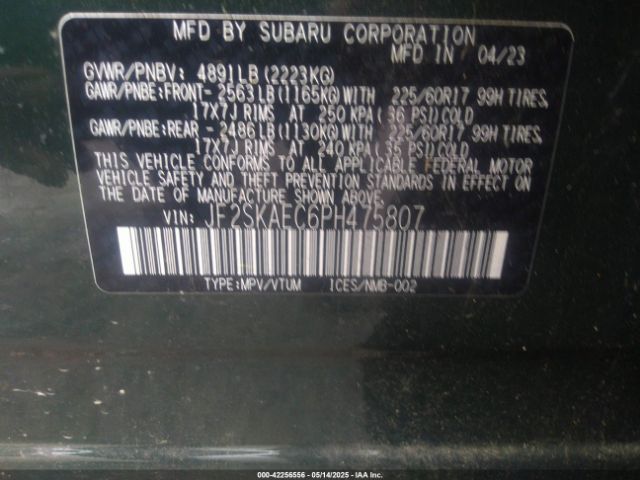 MFD BY SUBARU CORPORATION
MFD IN 04/23
GVWR/PNBV: 4891LB (2223KG)
GAWR/PNBE:FRONT- 2563LB(1165KG)WITH 225/60R17 99H TIRES,
17X7J RIMS AT 250 KPA( 36 PSI)COLD
GAWR/PNBE:REAR - 2486LB(1130KG)WITH 225/60R17 99H TIRES,
17X7J RIMS AT 240 KPA( 35 PSI)COLD
THIS VEHICLE CONFORMS TO ALL APPLICABLE FEDERAL MOTOR
VEHICLE SAFETY AND THEFT PREVENTION STANDARDS IN EFFECT ON
THE DATE OF MANUFACTURE SHOWN ABOVE.
VIN: JF2SKAEC6PH475807
TYPE:MPV/VTUM ICES/NMB-002
000-42256556 - 05/14/2025 - IAAI.COM